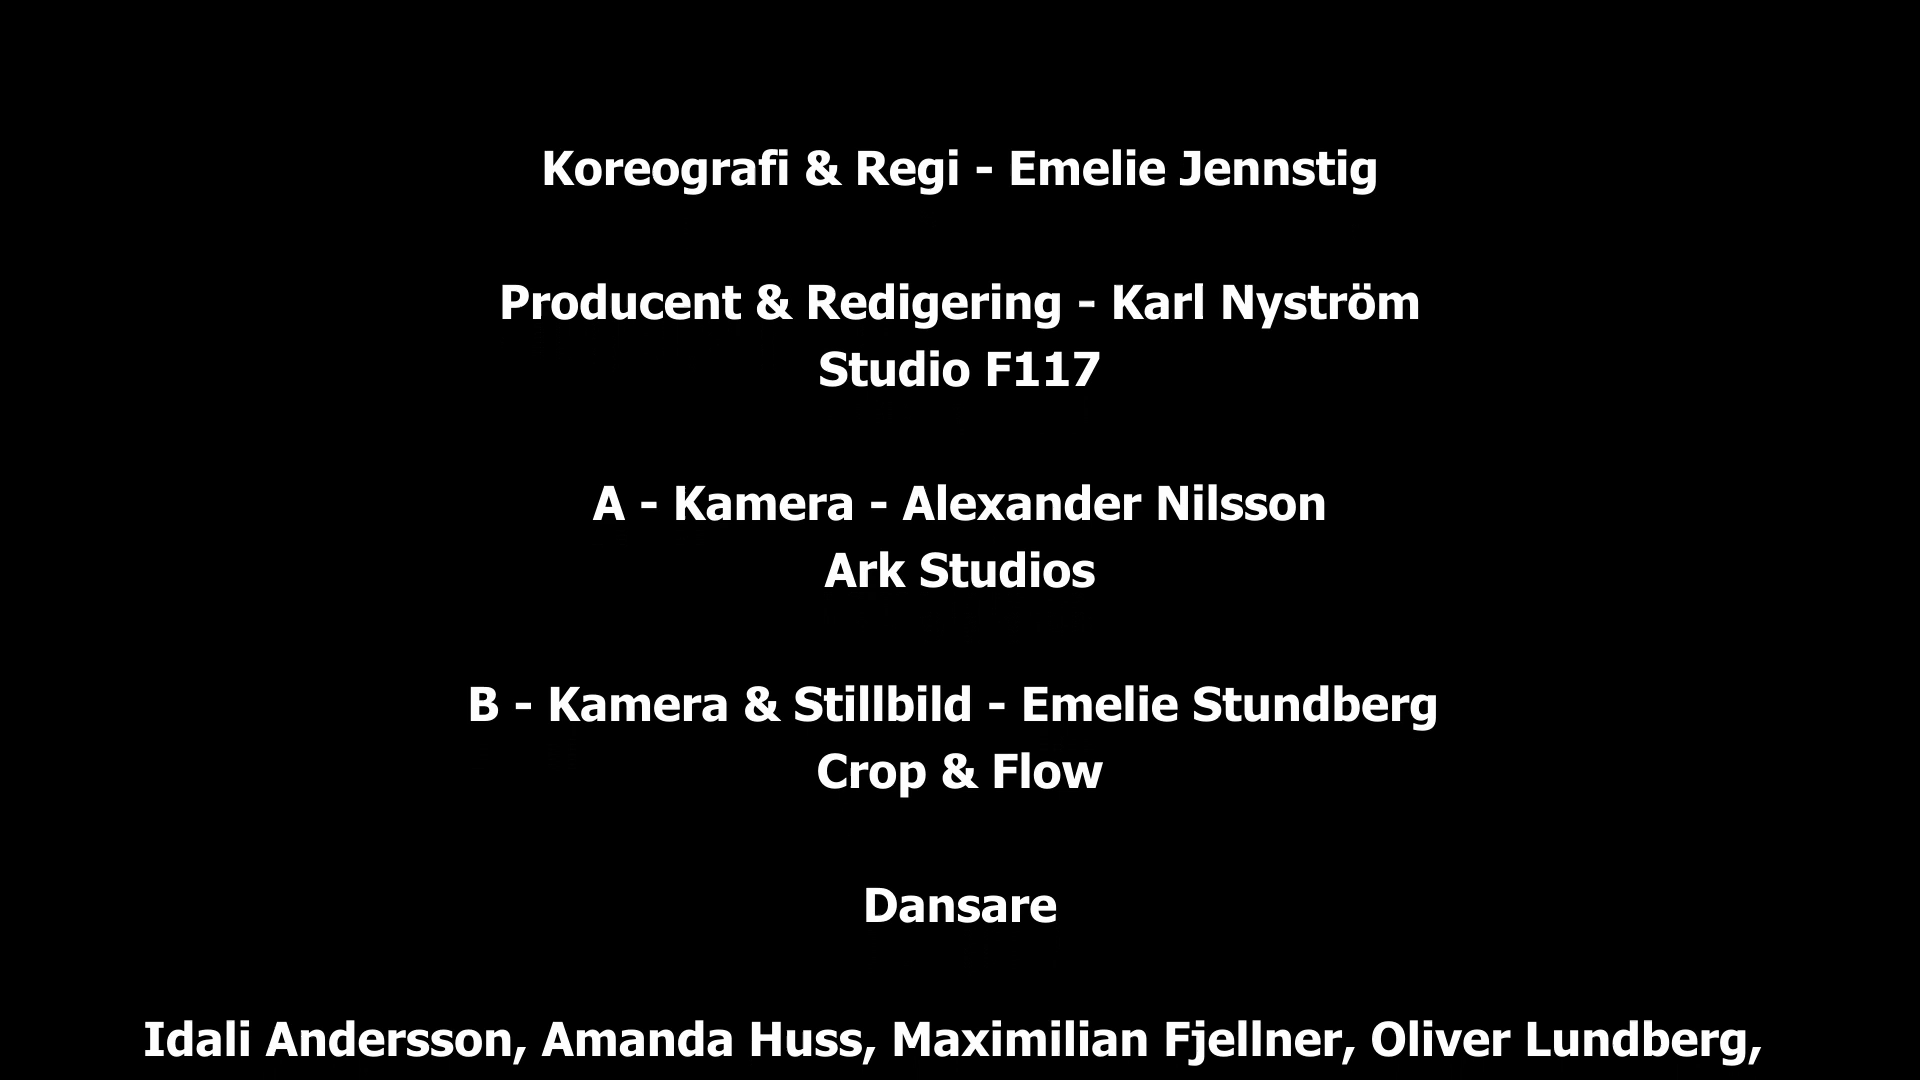 Koreografi & Regi - Emelie Jennstig
Producent & Redigering - Karl Nyström
Studio F117
A - Kamera - Alexander Nilsson
Ark Studios
B - Kamera & Stillbild - Emelie Stundberg
Crop & Flow
Dansare
Idali Andersson, Amanda Huss, Maximilian Fjellner, Oliver Lundberg,